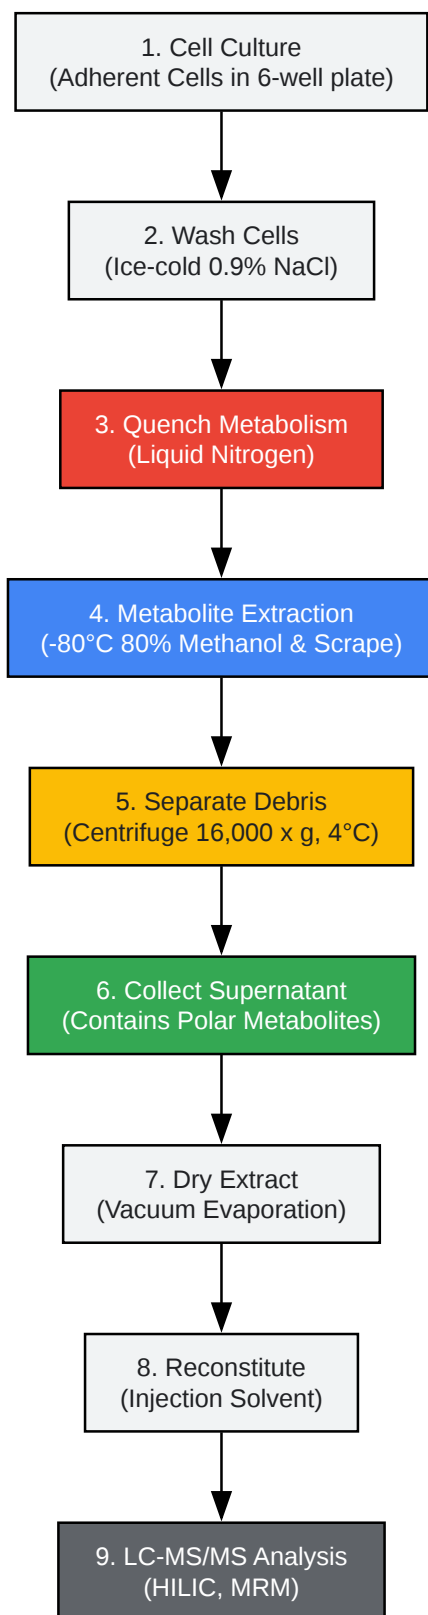 1. Cell Culture
(Adherent Cells in 6-well plate)
2. Wash Cells
(Ice-cold 0.9% NaCl)
3. Quench Metabolism
(Liquid Nitrogen)
4. Metabolite Extraction
(-80°C 80% Methanol & Scrape)
5. Separate Debris
(Centrifuge 16,000 x g, 4°C)
6. Collect Supernatant
(Contains Polar Metabolites)
7. Dry Extract
(Vacuum Evaporation)
8. Reconstitute
(Injection Solvent)
9. LC-MS/MS Analysis
(HILIC, MRM)